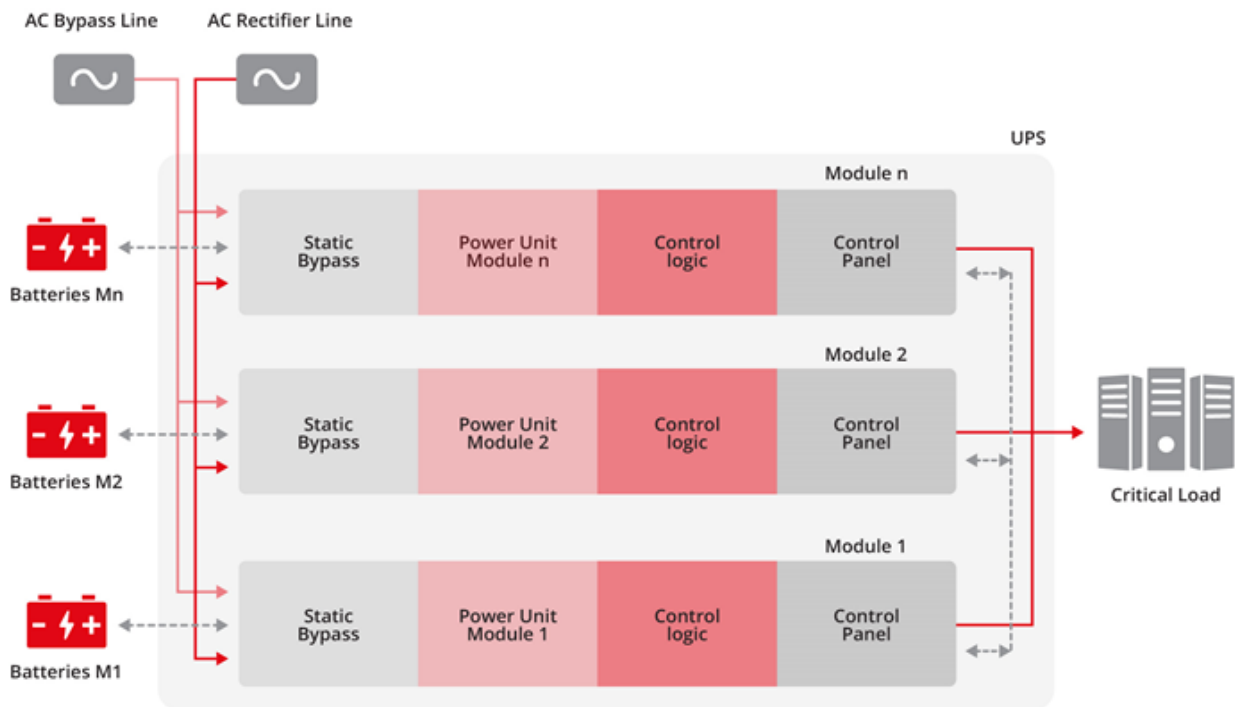 AC Bypass Line
AC Rectifier Line
UPS
Module n
Static
Bypass
Power Unit
Module n
Control
logic
Control
Panel
Batteries Mn
Module 2
Static
Bypass
Power Unit
Module 2
Control
logic
Control
Panel
Batteries M2
Critical Load
Module 1
Static
Bypass
Power Unit
Module 1
Control
logic
Control
Panel
Batteries M1